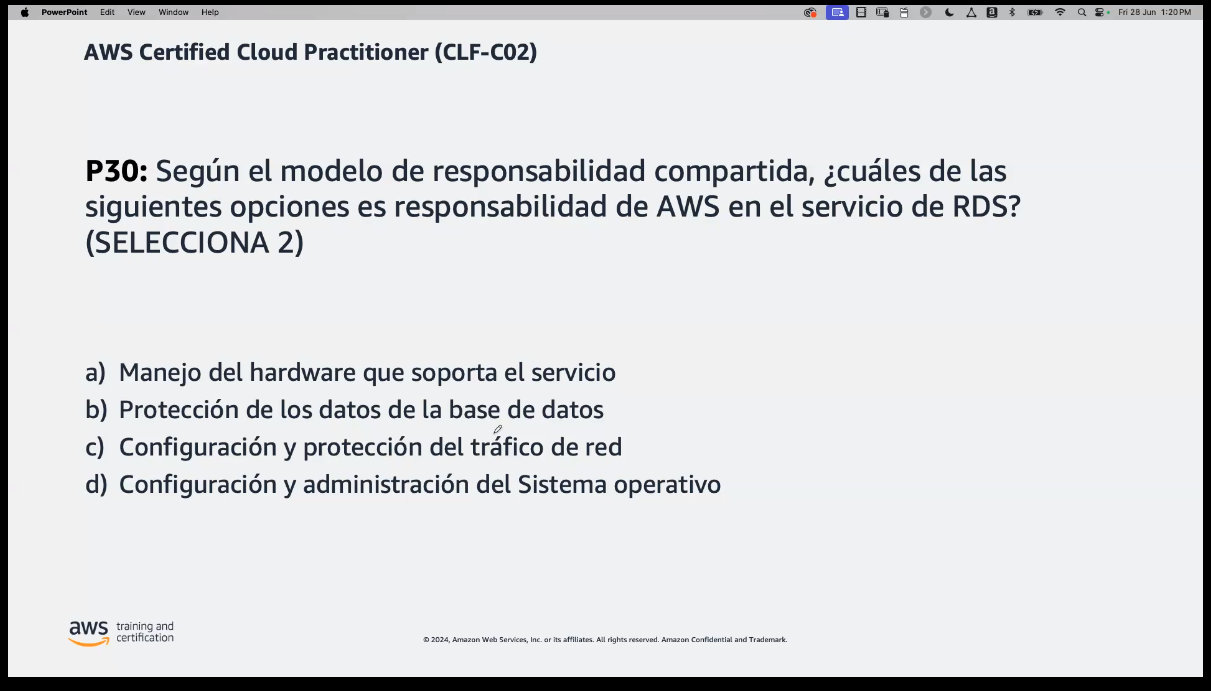 PowerPoint Edit View Window Help Fri 28 Jun 1:20 PM
AWS Certified Cloud Practitioner (CLF-C02)
P30: Según el modelo de responsabilidad compartida, ¿cuáles de las
siguientes opciones es responsabilidad de AWS en el servicio de RDS?
(SELECCIONA 2)
a) Manejo del hardware que soporta el servicio
b) Protección de los datos de la base de datos
c) Configuración y protección del tráfico de red
d) Configuración y administración del Sistema operativo
aws training and
certification
© 2024, Amazon Web Services, Inc. or its affiliates. All rights reserved. Amazon Confidential and Trademark.